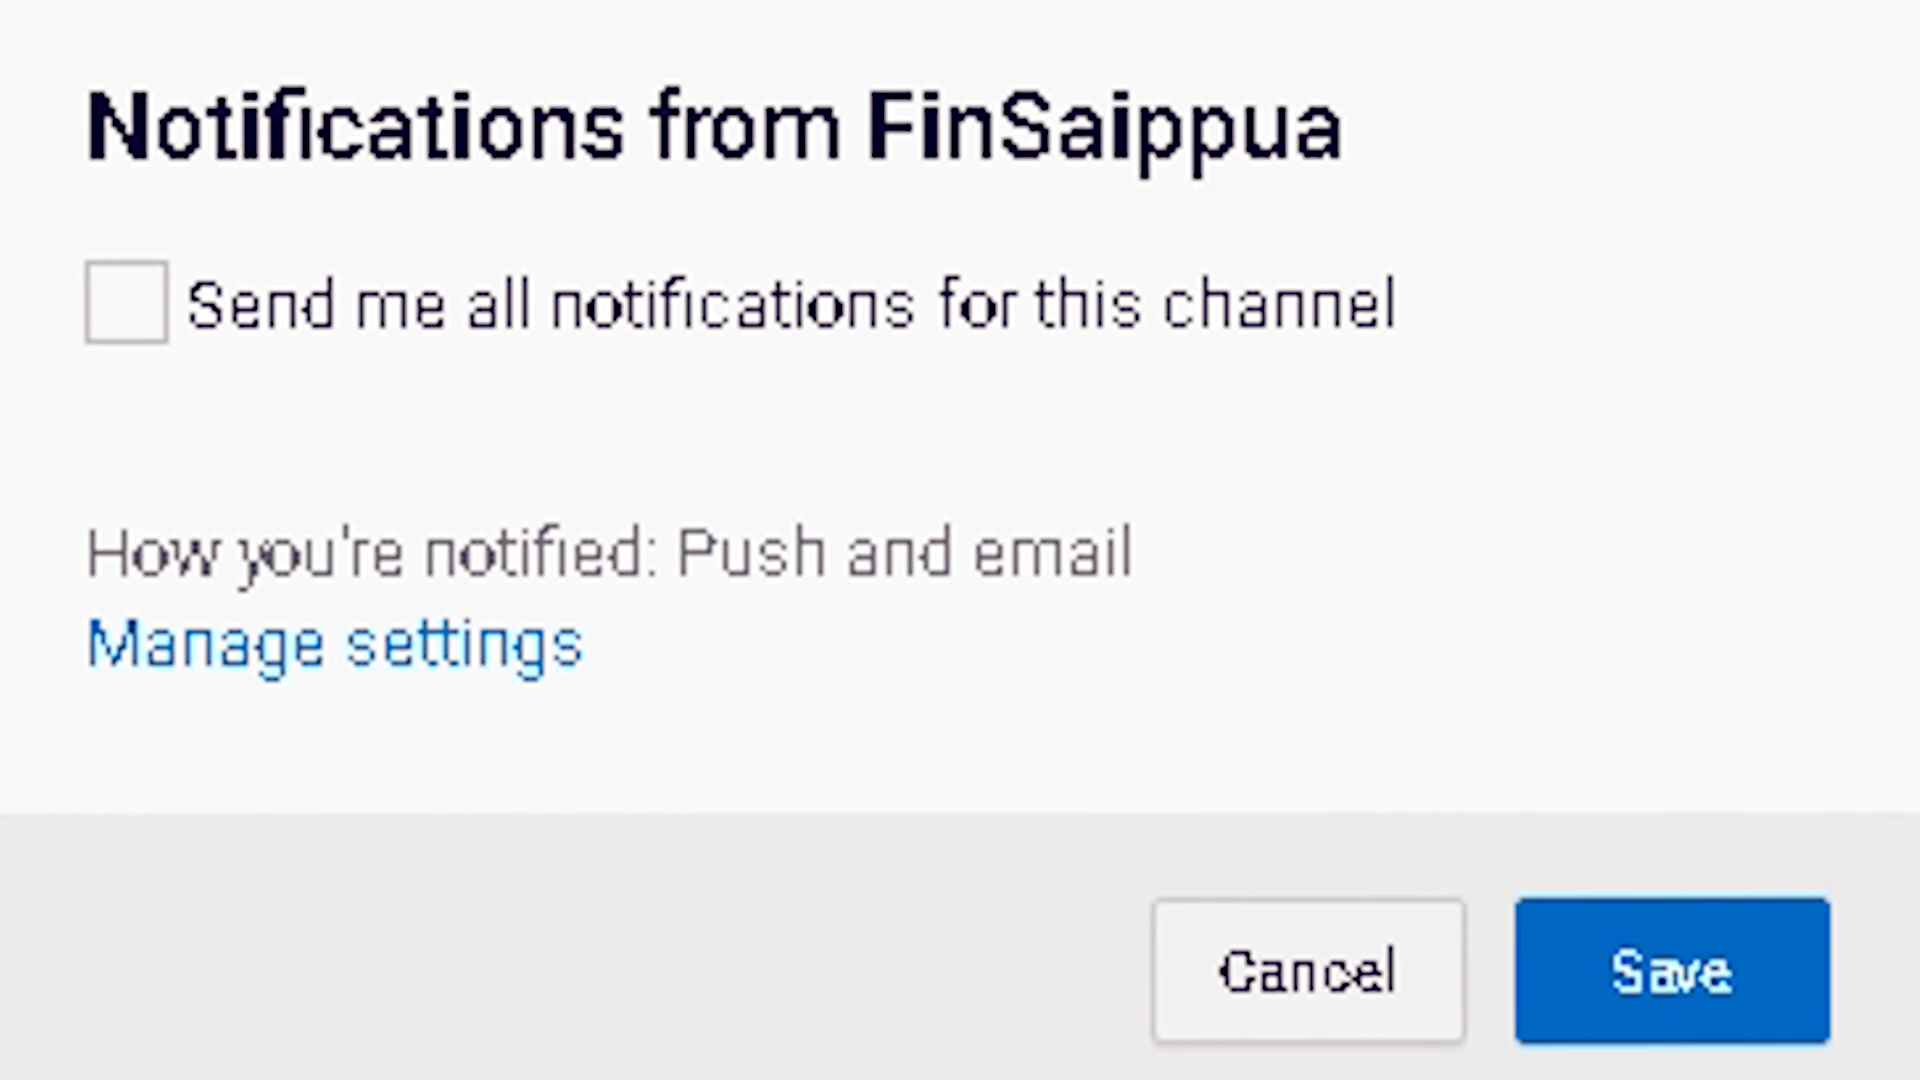 Notifications from FinSaippua
Send me all notifications for this channel
How you're notified: Push and email
Manage settings
Cancel
Save